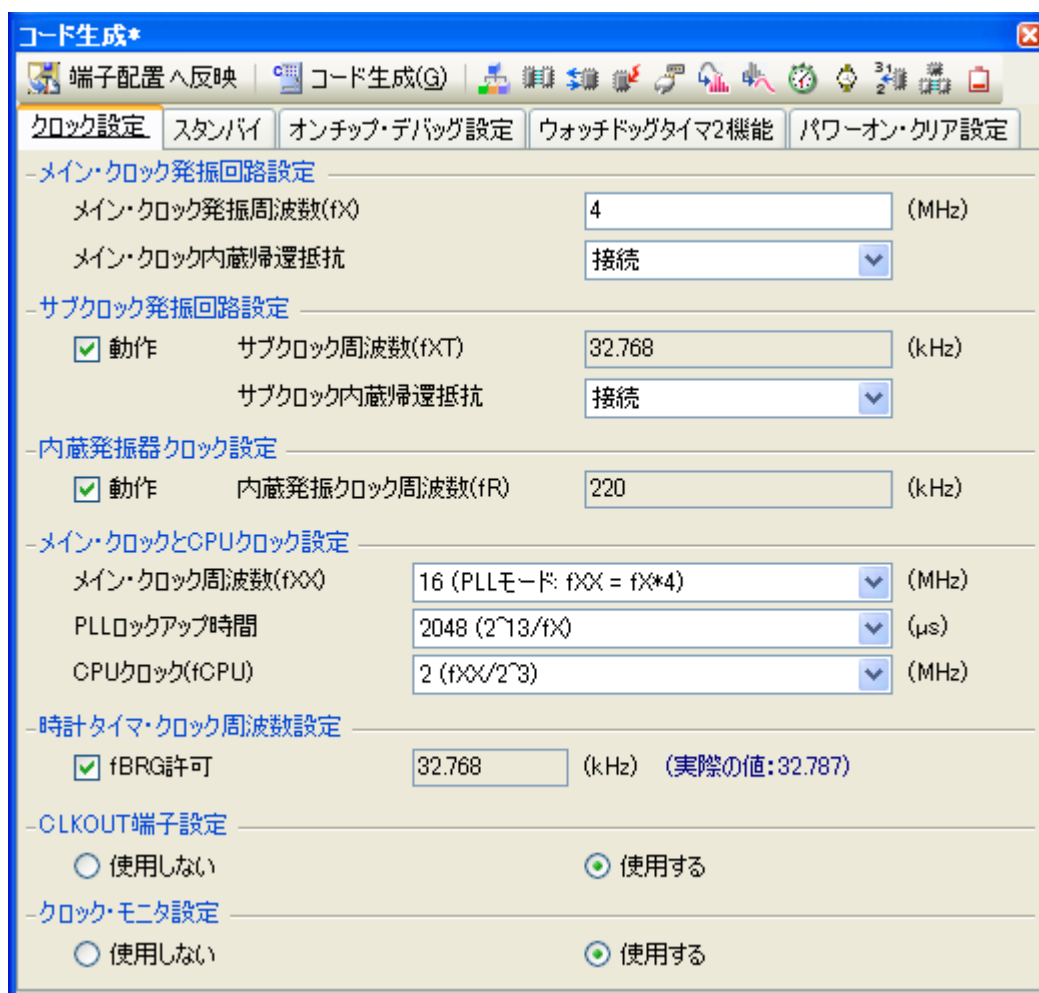 コード生成*
端子配置へ反映 コード生成(G)
クロック設定 スタンバイ オンチップ・デバッグ設定 ウォッチドッグタイマ2機能 パワーオン・クリア設定
メイン・クロック発振回路設定
メイン・クロック発振周波数(fX) 4 (MHz)
メイン・クロック内蔵帰還抵抗 接続
サブクロック発振回路設定
動作 サブクロック周波数(fXT) 32.768 (kHz)
サブクロック内蔵帰還抵抗 接続
内蔵発振器クロック設定
動作 内蔵発振クロック周波数(fR) 220 (kHz)
メイン・クロックとCPUクロック設定
メイン・クロック周波数(fXX) 16 (PLLモード: fXX = fX*4) (MHz)
PLLロックアップ時間 2048 (2^13/fX) (μs)
CPUクロック(fCPU) 2 (fXX/2^3) (MHz)
時計タイマ・クロック周波数設定
fBRG許可 32.768 (kHz) (実際の値:32.787)
CLKOUT端子設定
使用しない 使用する
クロック・モニタ設定
使用しない 使用する